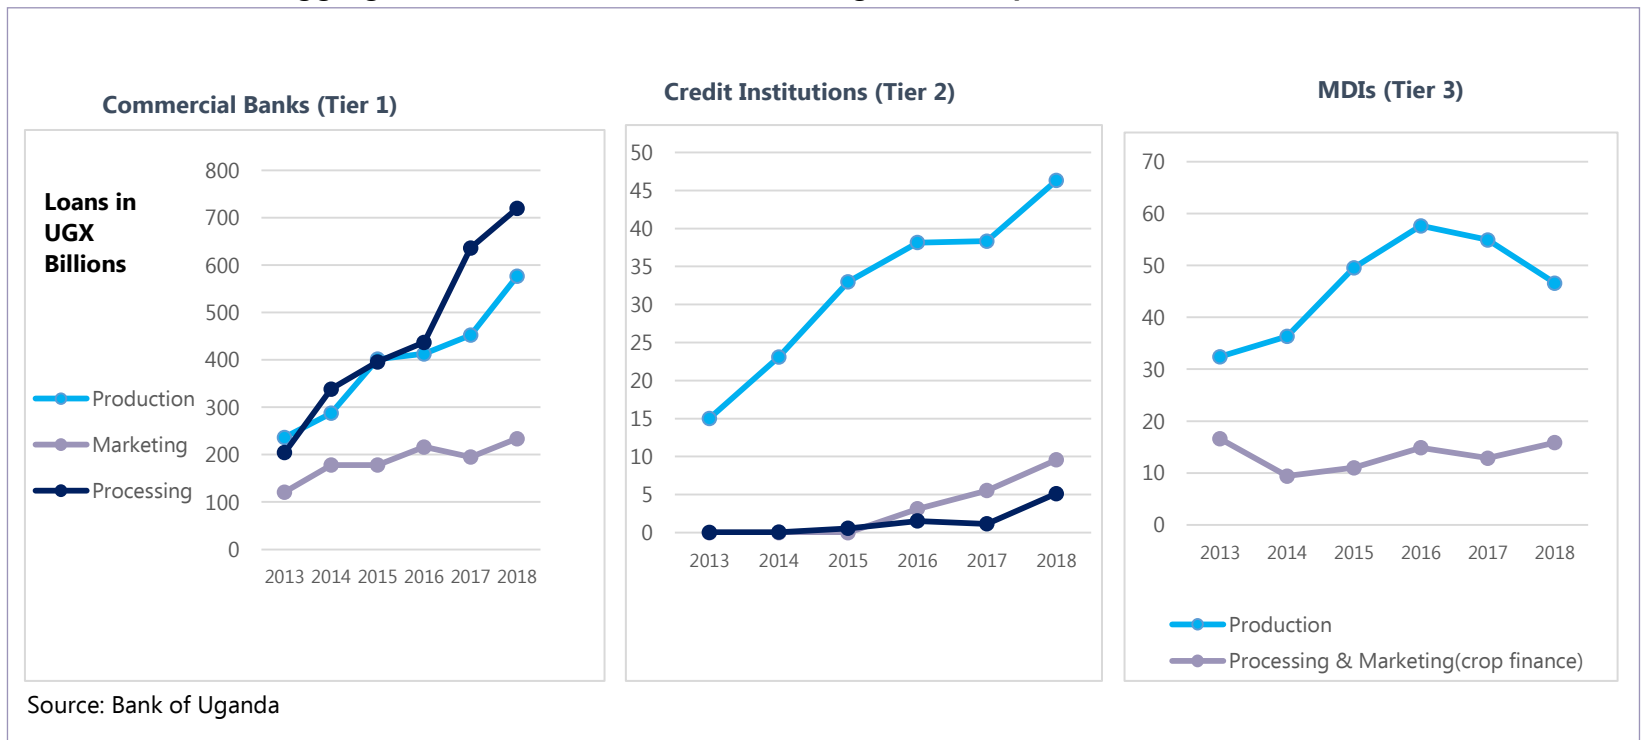 Commercial Banks (Tier 1)
Loans in
UGX
Billions
800
700
600
500
400
300
200
100
0
2013 2014 2015 2016 2017 2018
Production
Marketing
Processing
Credit Institutions (Tier 2)
50
45
40
35
30
25
20
15
10
5
0
2013 2014 2015 2016 2017 2018
MDIs (Tier 3)
70
60
50
40
30
20
10
0
2013 2014 2015 2016 2017 2018
Production
Processing & Marketing(crop finance)
Source: Bank of Uganda